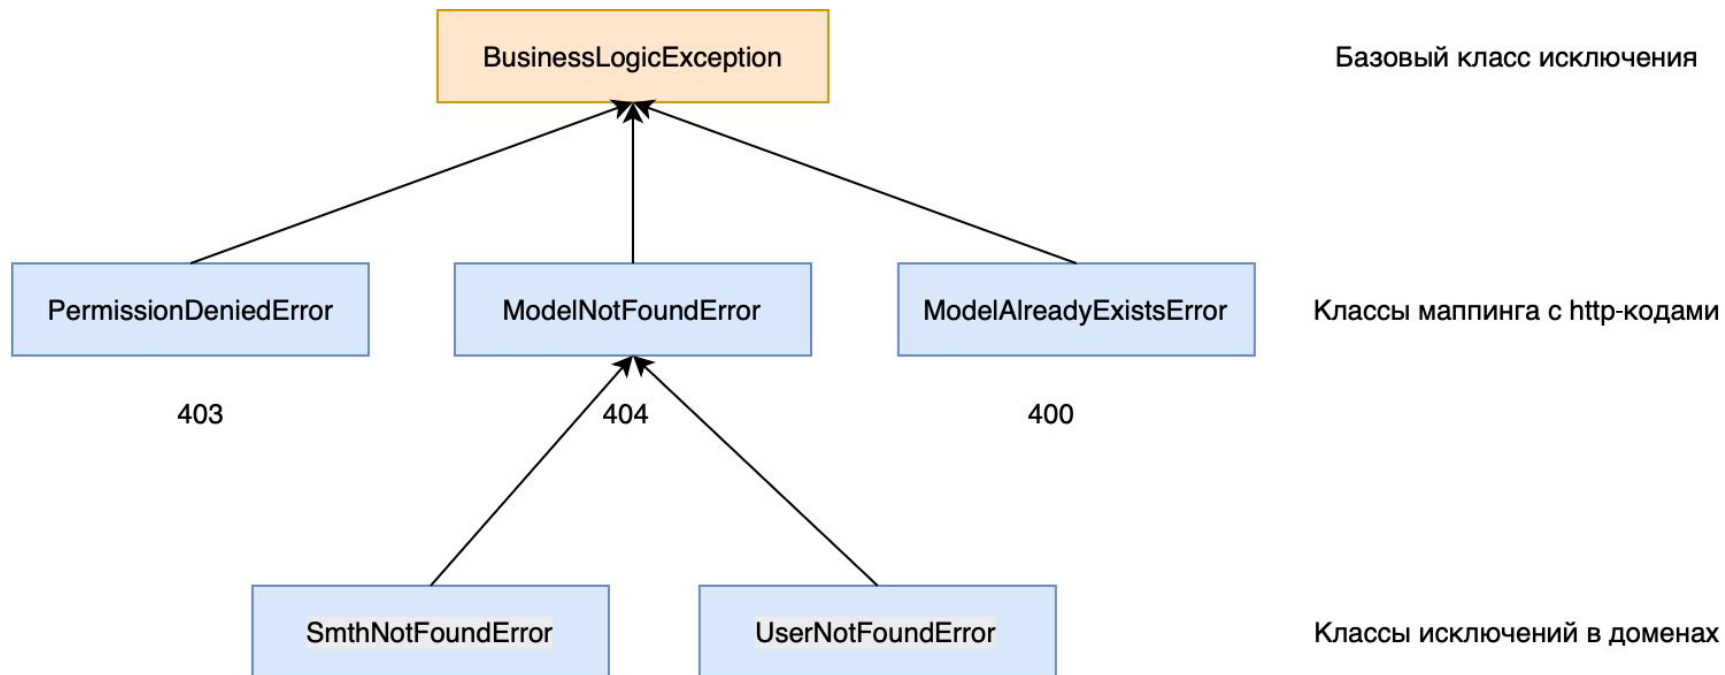 BusinessLogicException
Базовый класс исключения
PermissionDeniedError
ModelNotFoundError
ModelAlreadyExistsError
Классы маппинга с http-кодами
403
404
400
SmthNotFoundError
UserNotFoundError
Классы исключений в доменах